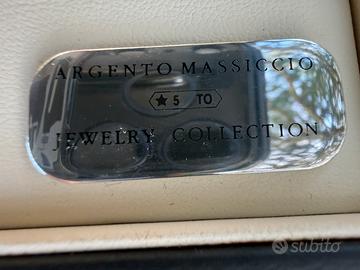 ARGENTO MASSICCIO
★ 5 TO
JEWELRY COLLECTION
subito